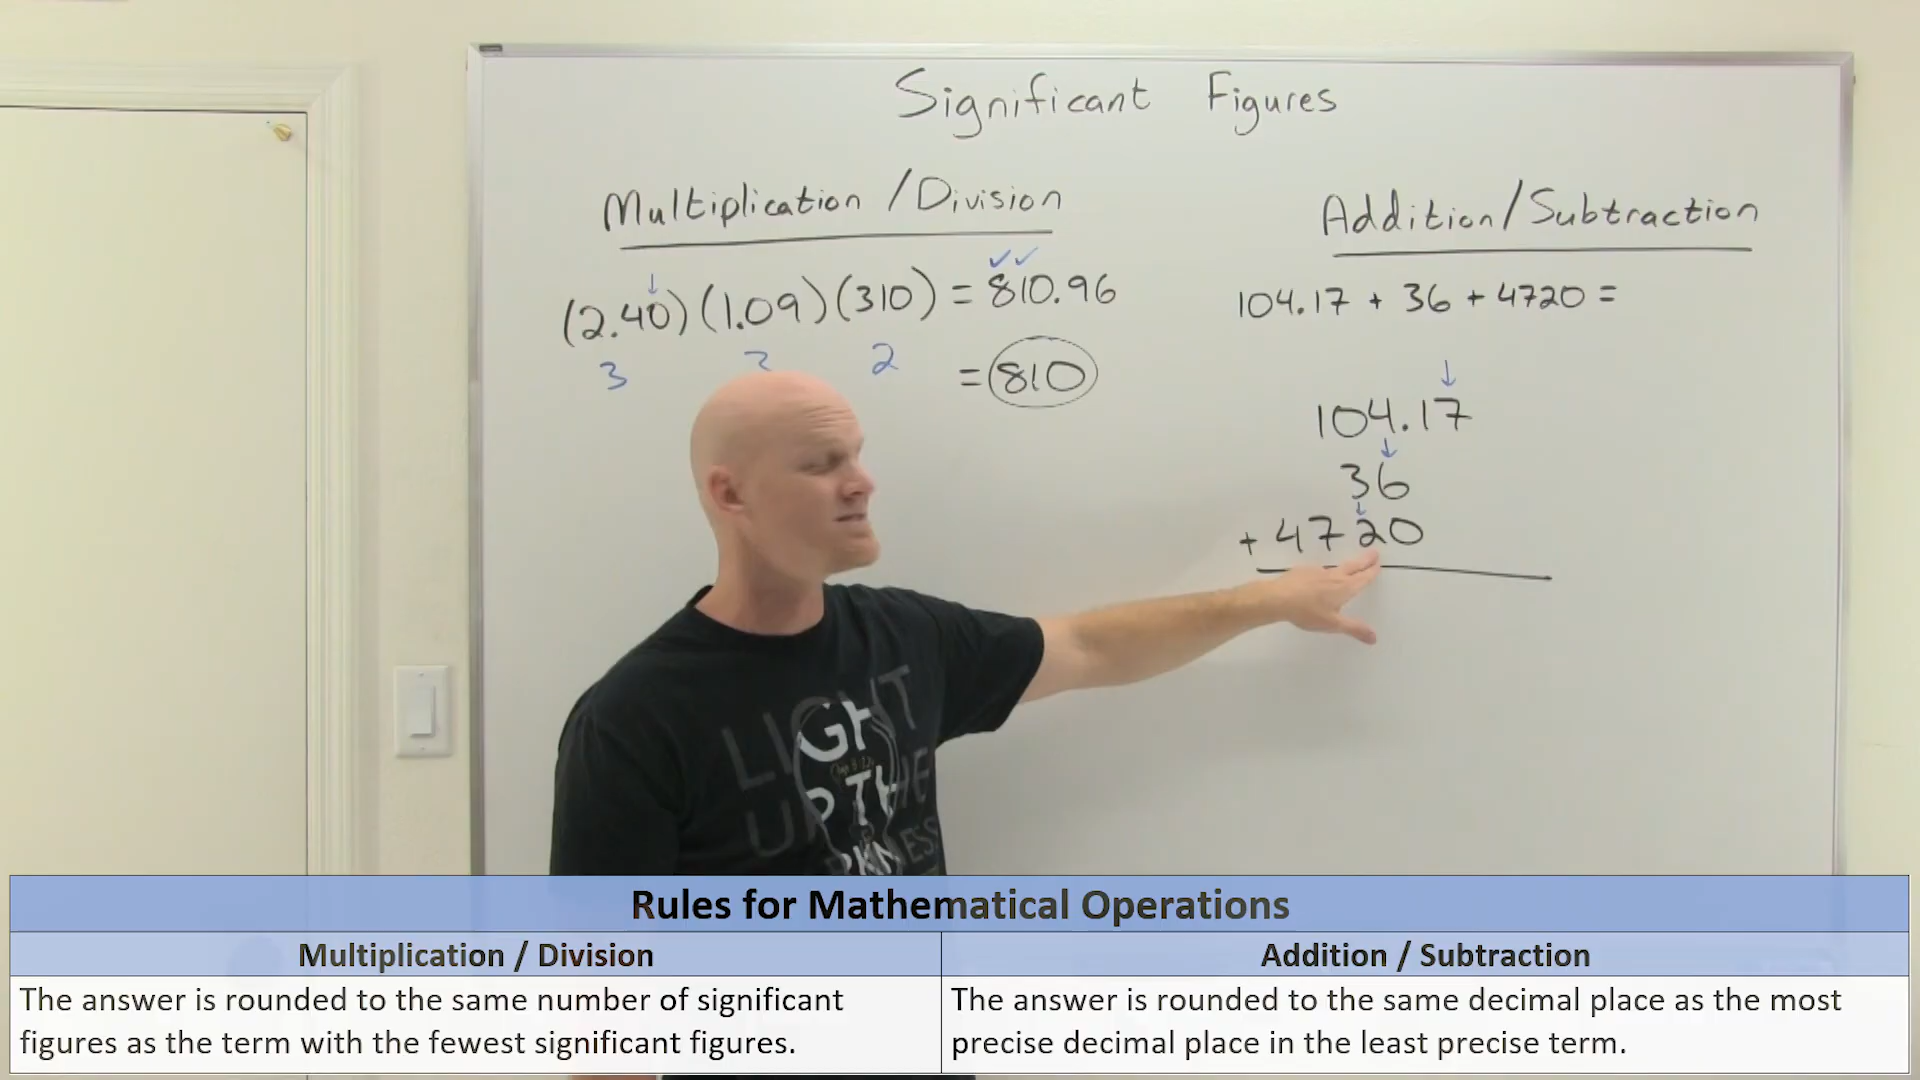 Significant Figures
Multiplication / Division
(2.40)(1.09)(310) = 810.96
3 2
= 810
Addition/Subtraction
104.17 + 36 + 4720 =
104.17
36
+ 4720
LIGHT
UP THE
Rules for Mathematical Operations
Multiplication / Division
The answer is rounded to the same number of significant
figures as the term with the fewest significant figures.
Addition / Subtraction
The answer is rounded to the same decimal place as the most
precise decimal place in the least precise term.